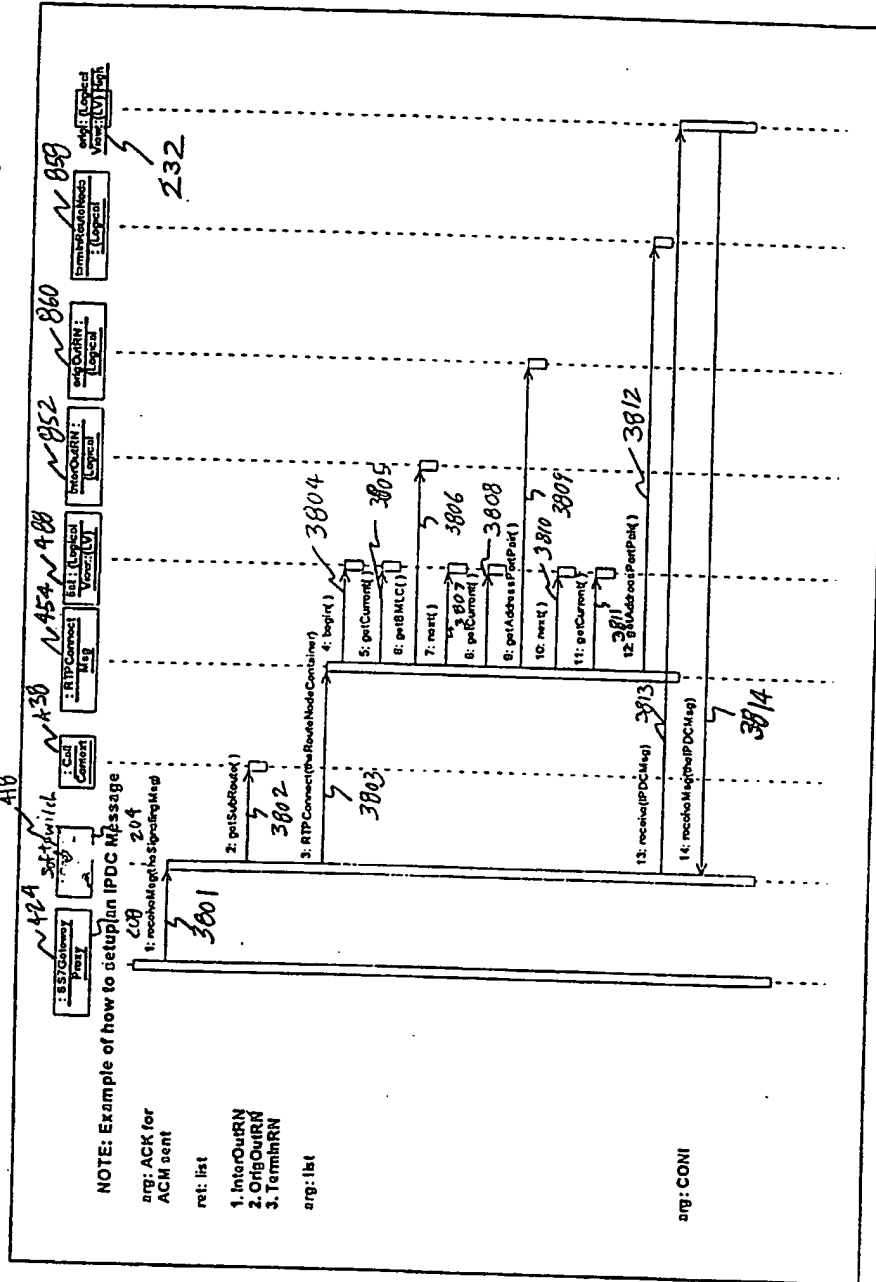 424
: SS7Gateway
Proxy
208
418
Softswitch
204
438
: Call
Context
454
: RTPConnect
Msg
488
: (Logical
View::(LV)
852
InterOutRN :
(Logical
860
origOutRN :
(Logical
858
termInRouteNode
: (Logical
orig : (Logical
View::(LV)
232
NOTE: Example of how to setup an IPDC Message
arg: ACK for
ACM sent
1: receiveMsg(theSignalingMsg)
3801
ret: list
2: getSubRoute( )
3802
1. InterOutRN
2. OrigOutRN
3. TermInRN
arg: list
3: RTPConnect(theRouteNodeContainer)
3803
4: begin( )
3804
5: getCurrent( )
3805
6: getBMLC( )
3806
7: next( )
3807
8: getCurrent( )
3808
9: getAddressPortPair( )
3809
10: next( )
3810
11: getCurrent( )
3811
12: getAddressPortPair( )
3812
arg: CONI
13: receive(IPDCMsg)
3813
14: receiveMsg(theIPDCMsg)
3814